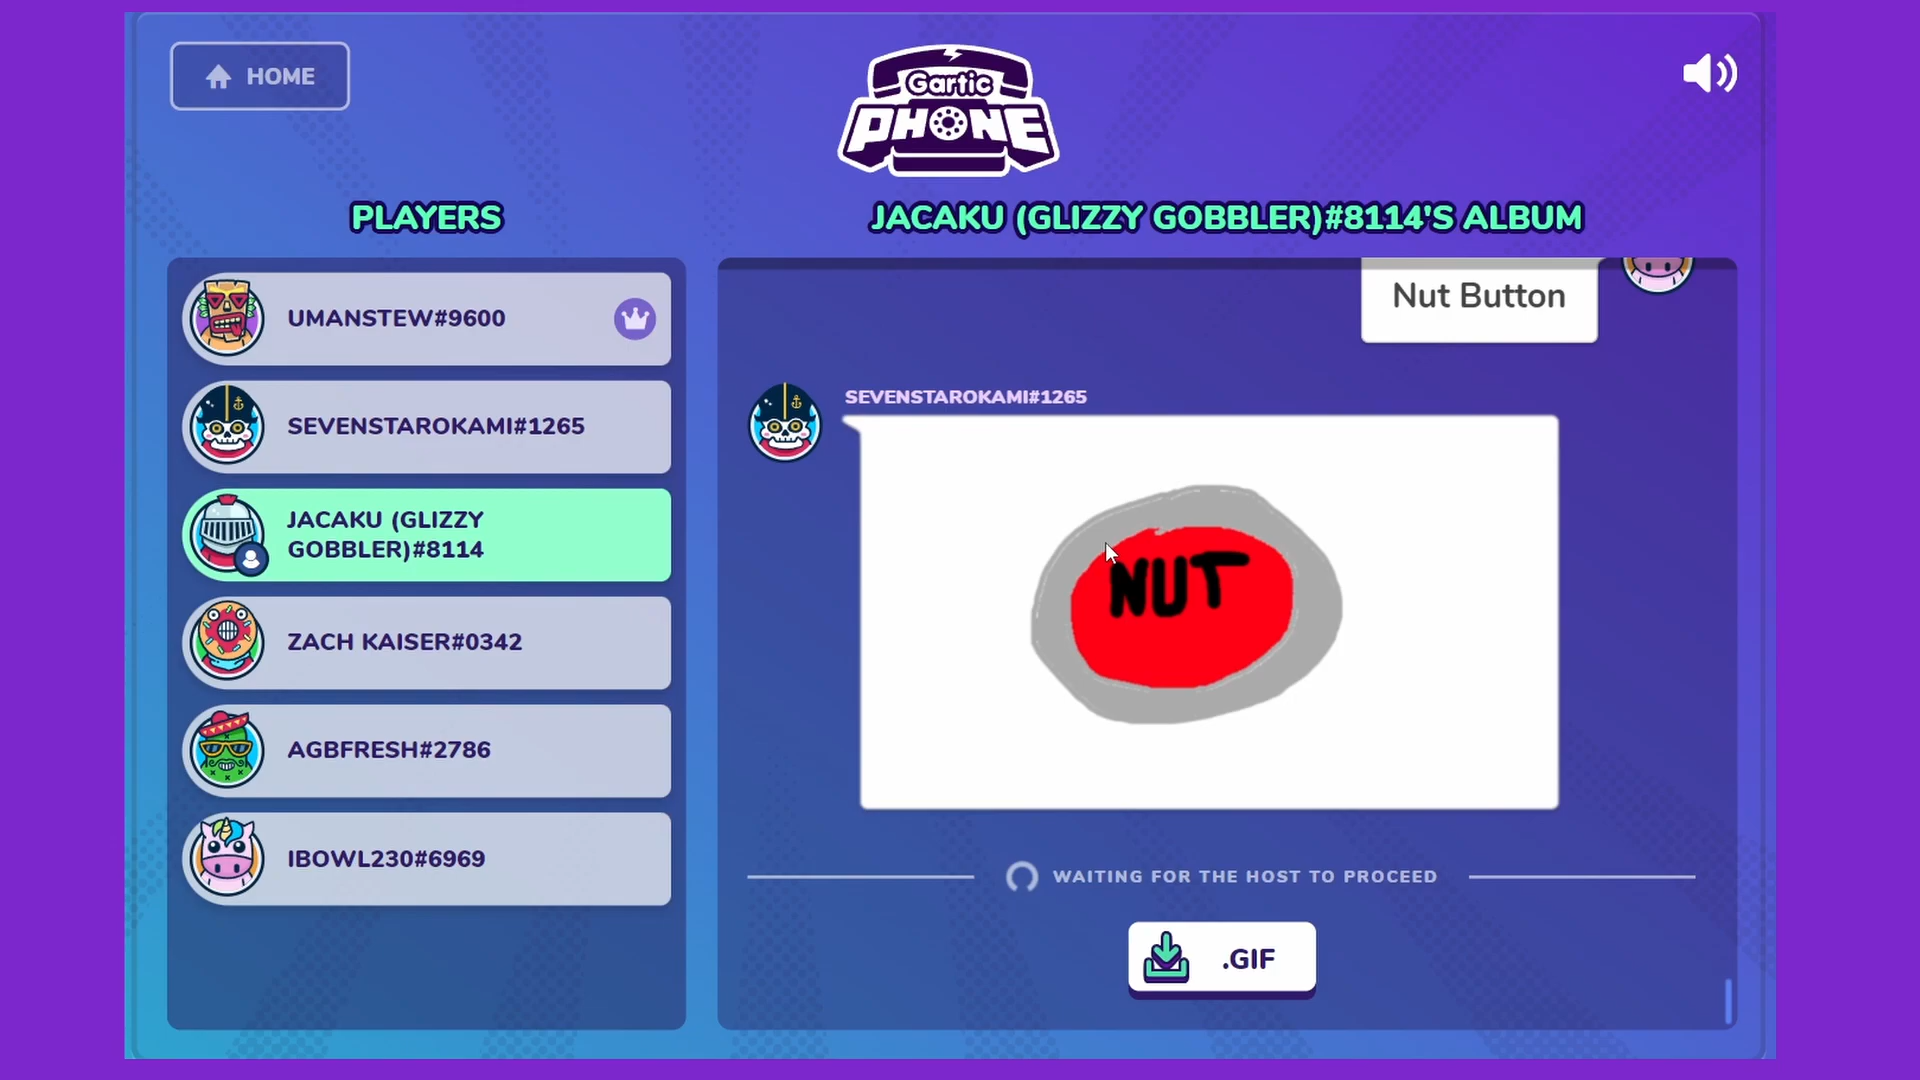 HOME
Gartic
PHONE
PLAYERS
JACAKU (GLIZZY GOBBLER)#8114'S ALBUM
UMANSTEW#9600
SEVENSTAROKAMI#1265
JACAKU (GLIZZY
GOBBLER)#8114
ZACH KAISER#0342
AGBFRESH#2786
IBOWL230#6969
Nut Button
SEVENSTAROKAMI#1265
NUT
WAITING FOR THE HOST TO PROCEED
.GIF